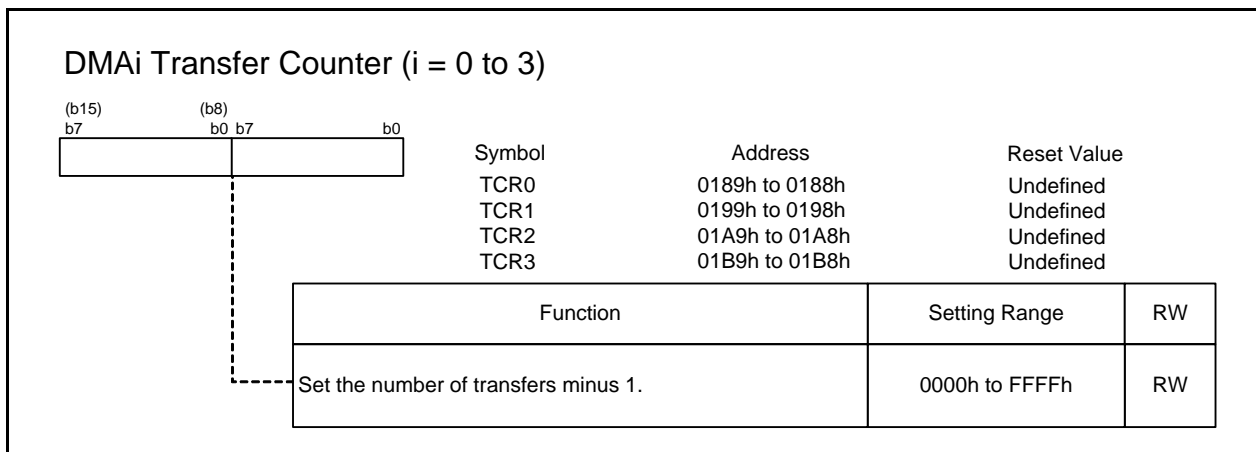 DMAi Transfer Counter (i = 0 to 3)
(b15) (b8)
b7 b0 b7 b0
Symbol Address Reset Value
TCR0 0189h to 0188h Undefined
TCR1 0199h to 0198h Undefined
TCR2 01A9h to 01A8h Undefined
TCR3 01B9h to 01B8h Undefined
Function Setting Range RW
Set the number of transfers minus 1. 0000h to FFFFh RW